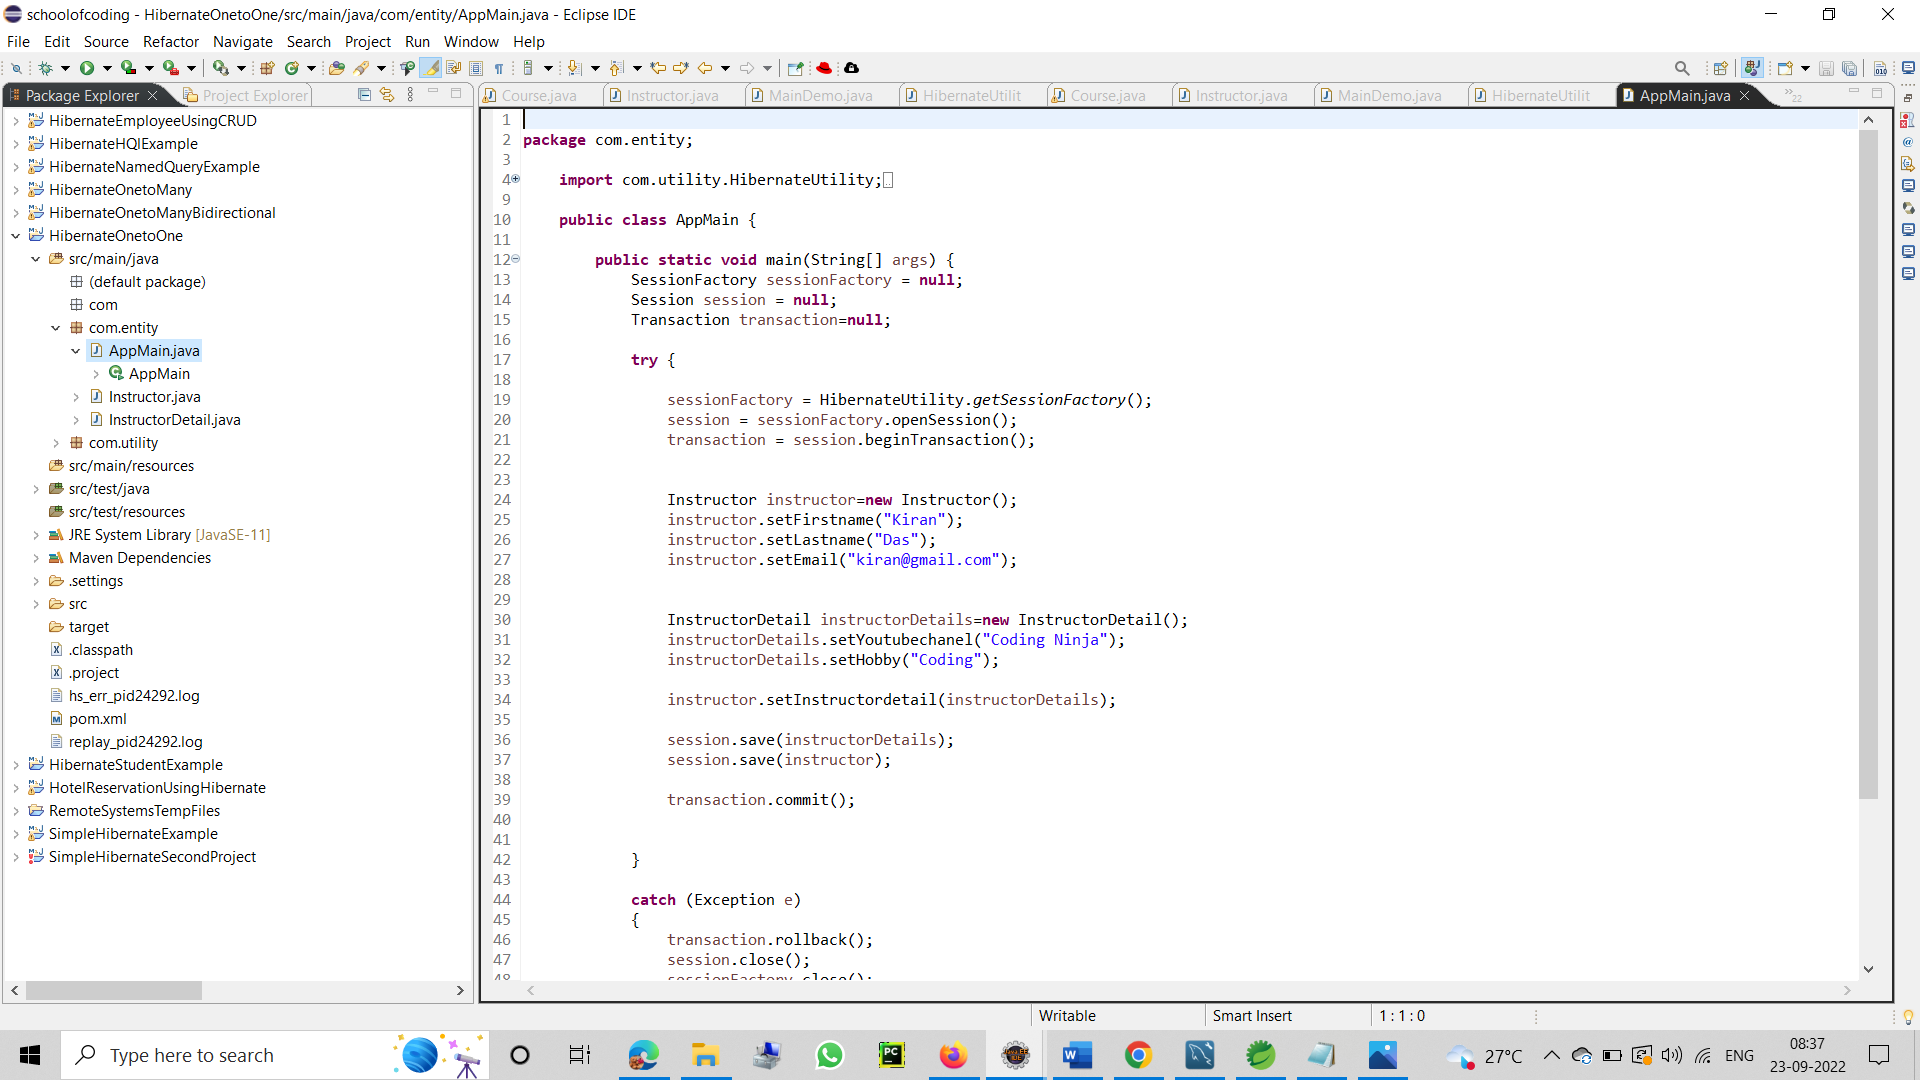 schoolofcoding - HibernateOnetoOne/src/main/java/com/entity/AppMain.java - Eclipse IDE
File Edit Source Refactor Navigate Search Project Run Window Help
Package Explorer Project Explorer
HibernateEmployeeUsingCRUD
HibernateHQlExample
HibernateNamedQueryExample
HibernateOnetoMany
HibernateOnetoManyBidirectional
HibernateOnetoOne
src/main/java
(default package)
com
com.entity
AppMain.java
AppMain
Instructor.java
InstructorDetail.java
com.utility
src/main/resources
src/test/java
src/test/resources
JRE System Library [JavaSE-11]
Maven Dependencies
.settings
src
target
.classpath
.project
hs_err_pid24292.log
pom.xml
replay_pid24292.log
HibernateStudentExample
HotelReservationUsingHibernate
RemoteSystemsTempFiles
SimpleHibernateExample
SimpleHibernateSecondProject
Course.java Instructor.java MainDemo.java HibernateUtilit Course.java Instructor.java MainDemo.java HibernateUtilit AppMain.java 22
1
2 package com.entity;
3
4 import com.utility.HibernateUtility;
9
10 public class AppMain {
11
12 public static void main(String[] args) {
13 SessionFactory sessionFactory = null;
14 Session session = null;
15 Transaction transaction=null;
16
17 try {
18
19 sessionFactory = HibernateUtility.getSessionFactory();
20 session = sessionFactory.openSession();
21 transaction = session.beginTransaction();
22
23
24 Instructor instructor=new Instructor();
25 instructor.setFirstname("Kiran");
26 instructor.setLastname("Das");
27 instructor.setEmail("kiran@gmail.com");
28
29
30 InstructorDetail instructorDetails=new InstructorDetail();
31 instructorDetails.setYoutubechanel("Coding Ninja");
32 instructorDetails.setHobby("Coding");
33
34 instructor.setInstructordetail(instructorDetails);
35
36 session.save(instructorDetails);
37 session.save(instructor);
38
39 transaction.commit();
40
41
42 }
43
44 catch (Exception e)
45 {
46 transaction.rollback();
47 session.close();
48 sessionFactory.close();
Writable Smart Insert 1 : 1 : 0
Type here to search
27°C ENG
08:37
23-09-2022